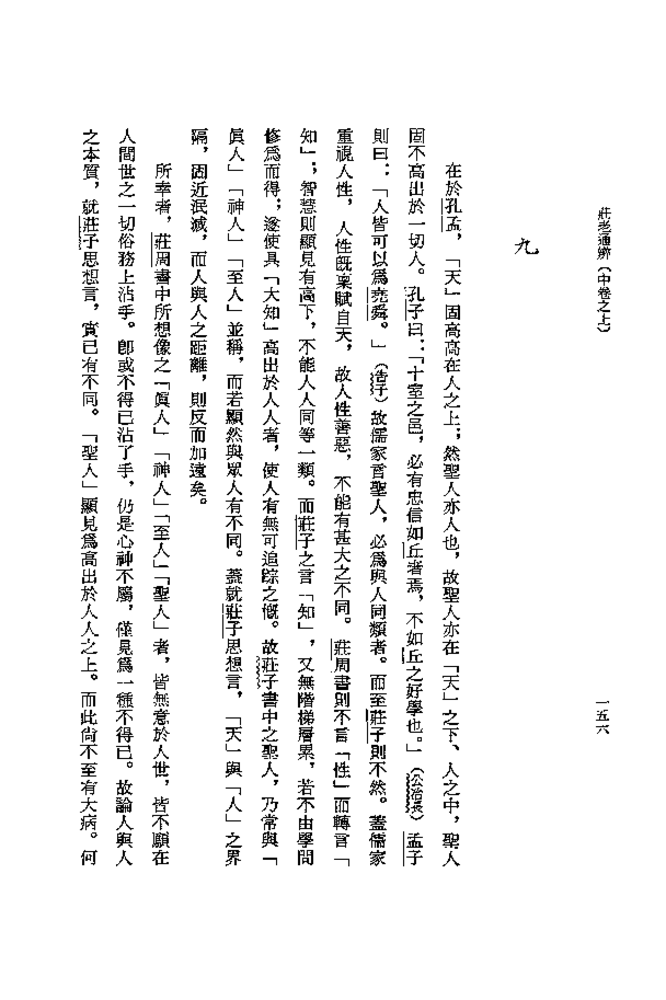 莊老通辨（中卷之上）
一五六
九
在於孔孟，「天」固高高在人之上；然聖人亦人也，故聖人亦在「天」之下、人之中，聖人
固不高出於一切人。孔子曰：「十室之邑，必有忠信如丘者焉，不如丘之好學也。」（公冶長）孟子
則曰：「人皆可以為堯舜。」（告子）故儒家言聖人，必為與人同類者。而至莊子則不然。蓋儒家
重視人性，人性既稟賦自天，故人性善惡，不能有甚大之不同。莊周書則不言「性」而轉言「
知」；智慧則顯見有高下，不能人人同等一類。而莊子之言「知」，又無階梯層累，若不由學問
修為而得；遂使具「大知」高出於人人者，使人有無可追踪之慨。故莊子書中之聖人，乃常與「
眞人」「神人」「至人」並稱，而若顯然與眾人有不同。蓋就莊子思想言，「天」與「人」之界
隔，固近泯滅，而人與人之距離，則反而加遠矣。
所幸者，莊周書中所想像之「眞人」「神人」「至人」「聖人」者，皆無意於人世，皆不願在
人間世之一切俗務上沾手。卽或不得已沾了手，仍是心神不屬，僅見為一種不得已。故論人與人
之本質，就莊子思想言，實已有不同。「聖人」顯見為高出於人人之上。而此尙不至有大病。何